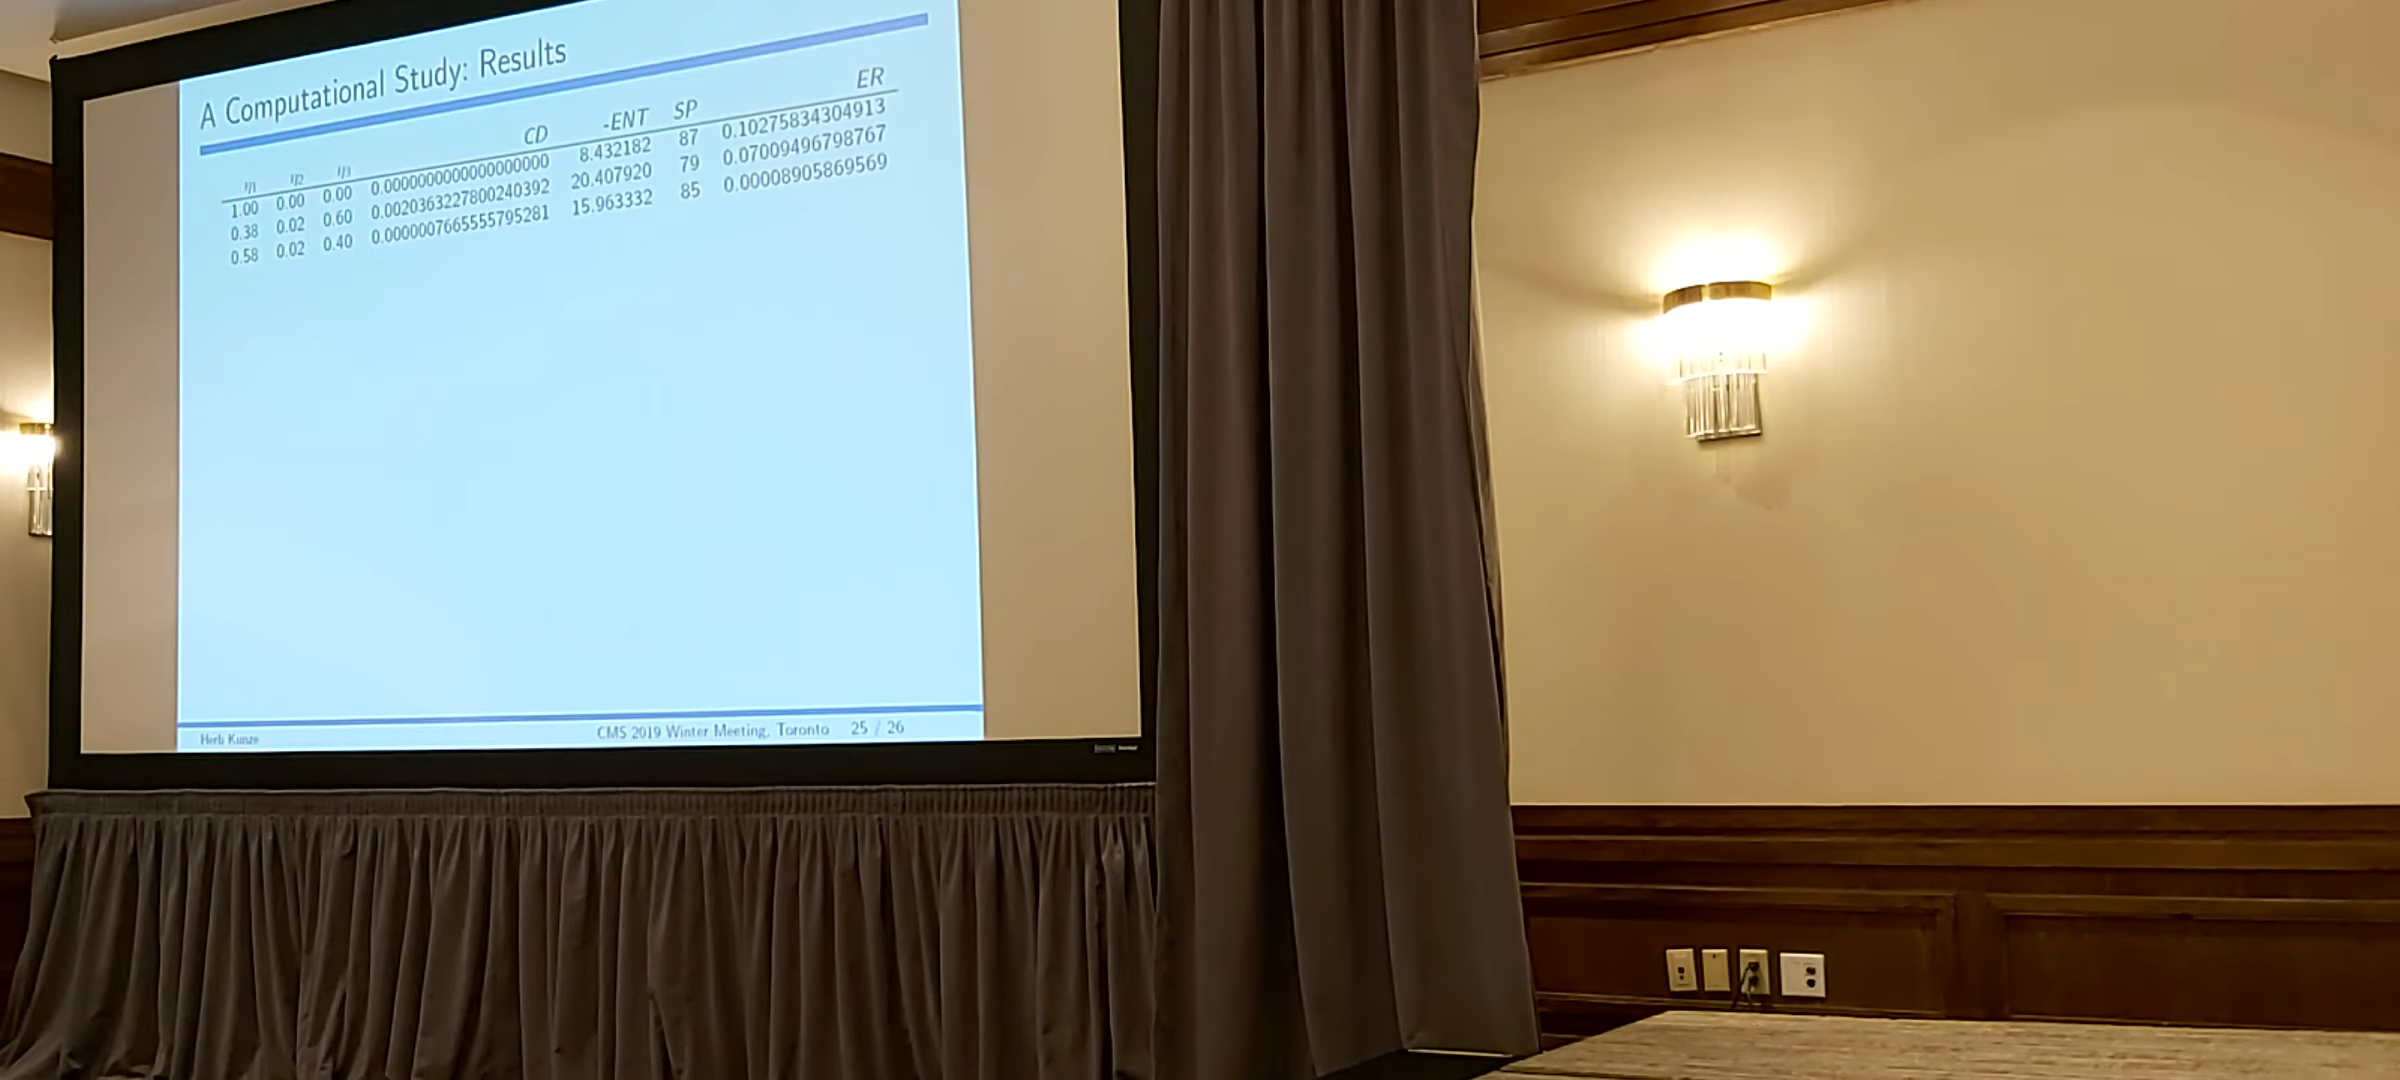 A Computational Study: Results
η1 η2 η3 CD -ENT SP ER
1.00 0.00 0.00 0.0000000000000000000 8.432182 87 0.10275834304913
0.38 0.02 0.60 0.0020363227800240392 20.407920 79 0.07009496798767
0.58 0.02 0.40 0.0000007665555795281 15.963332 85 0.00008905869569
Herb Kunze CMS 2019 Winter Meeting, Toronto 25 / 26